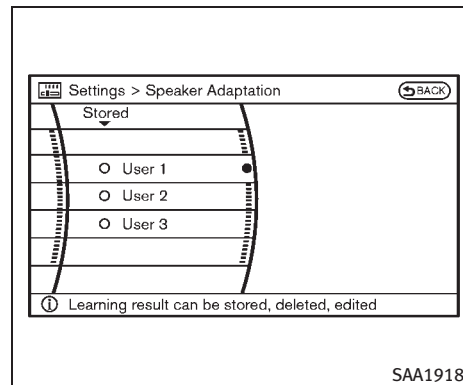 Settings > Speaker Adaptation
BACK
Stored
User 1
User 2
User 3
Learning result can be stored, deleted, edited
SAA1918